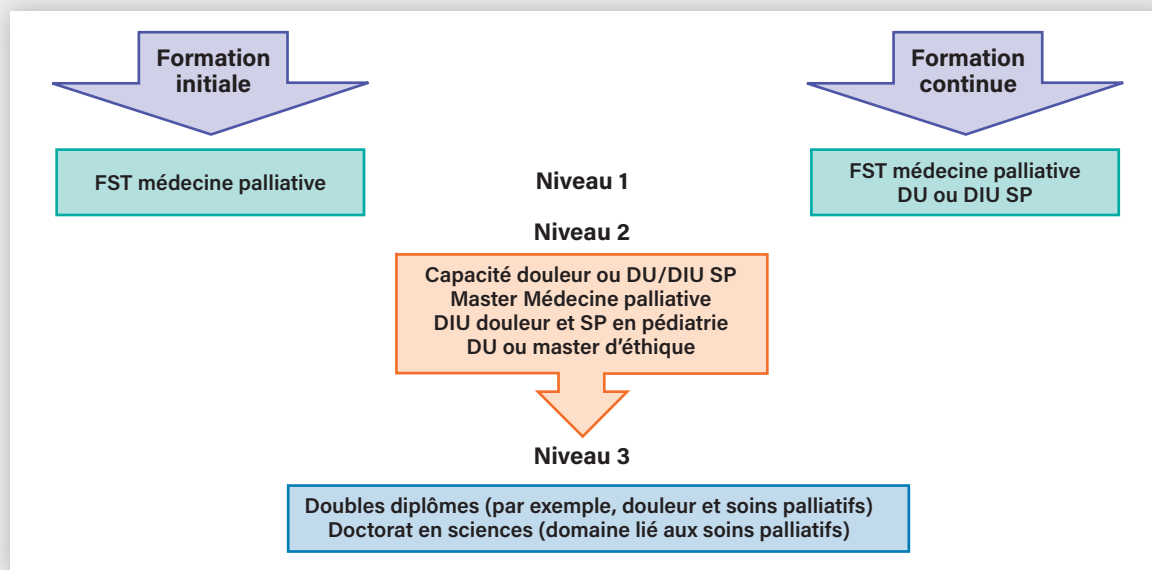 Formation
initiale
Formation
continue
FST médecine palliative
Niveau 1
FST médecine palliative
DU ou DIU SP
Niveau 2
Capacité douleur ou DU/DIU SP
Master Médecine palliative
DIU douleur et SP en pédiatrie
DU ou master d’éthique
Niveau 3
Doubles diplômes (par exemple, douleur et soins palliatifs)
Doctorat en sciences (domaine lié aux soins palliatifs)